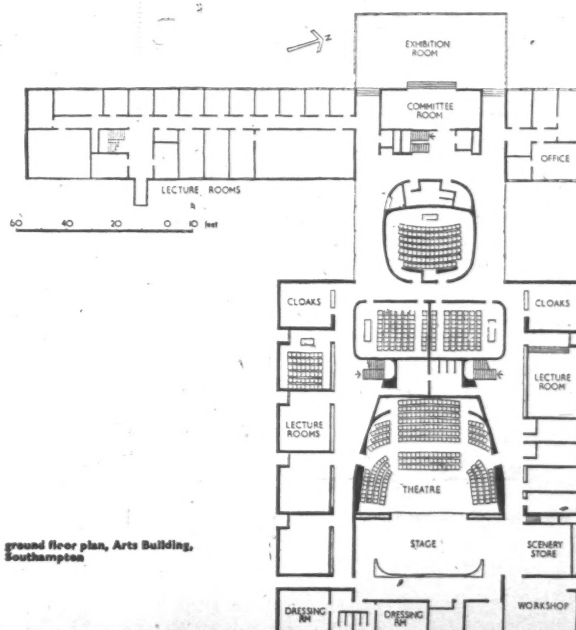 N
EXHIBITION
ROOM
COMMITTEE
ROOM
OFFICE
LECTURE ROOMS
60 40 20 0 10 feet
CLOAKS
CLOAKS
LECTURE
ROOM
LECTURE
ROOMS
THEATRE
STAGE
SCENERY
STORE
ground floor plan, Arts Building,
Southampton
WORKSHOP
DRESSING
RM
DRESSING
RM